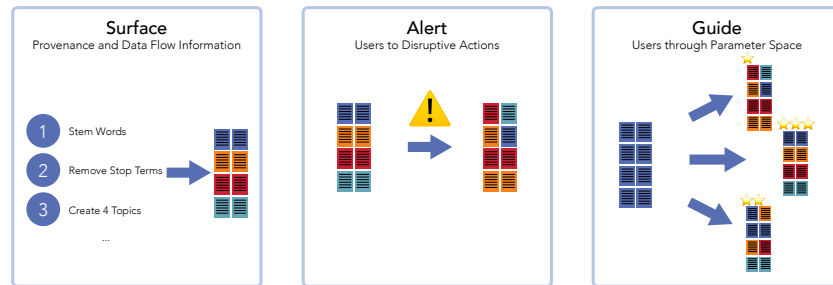 Surface
Provenance and Data Flow Information
1 Stem Words
2 Remove Stop Terms
3 Create 4 Topics
...
Alert
Users to Disruptive Actions
!
Guide
Users through Parameter Space